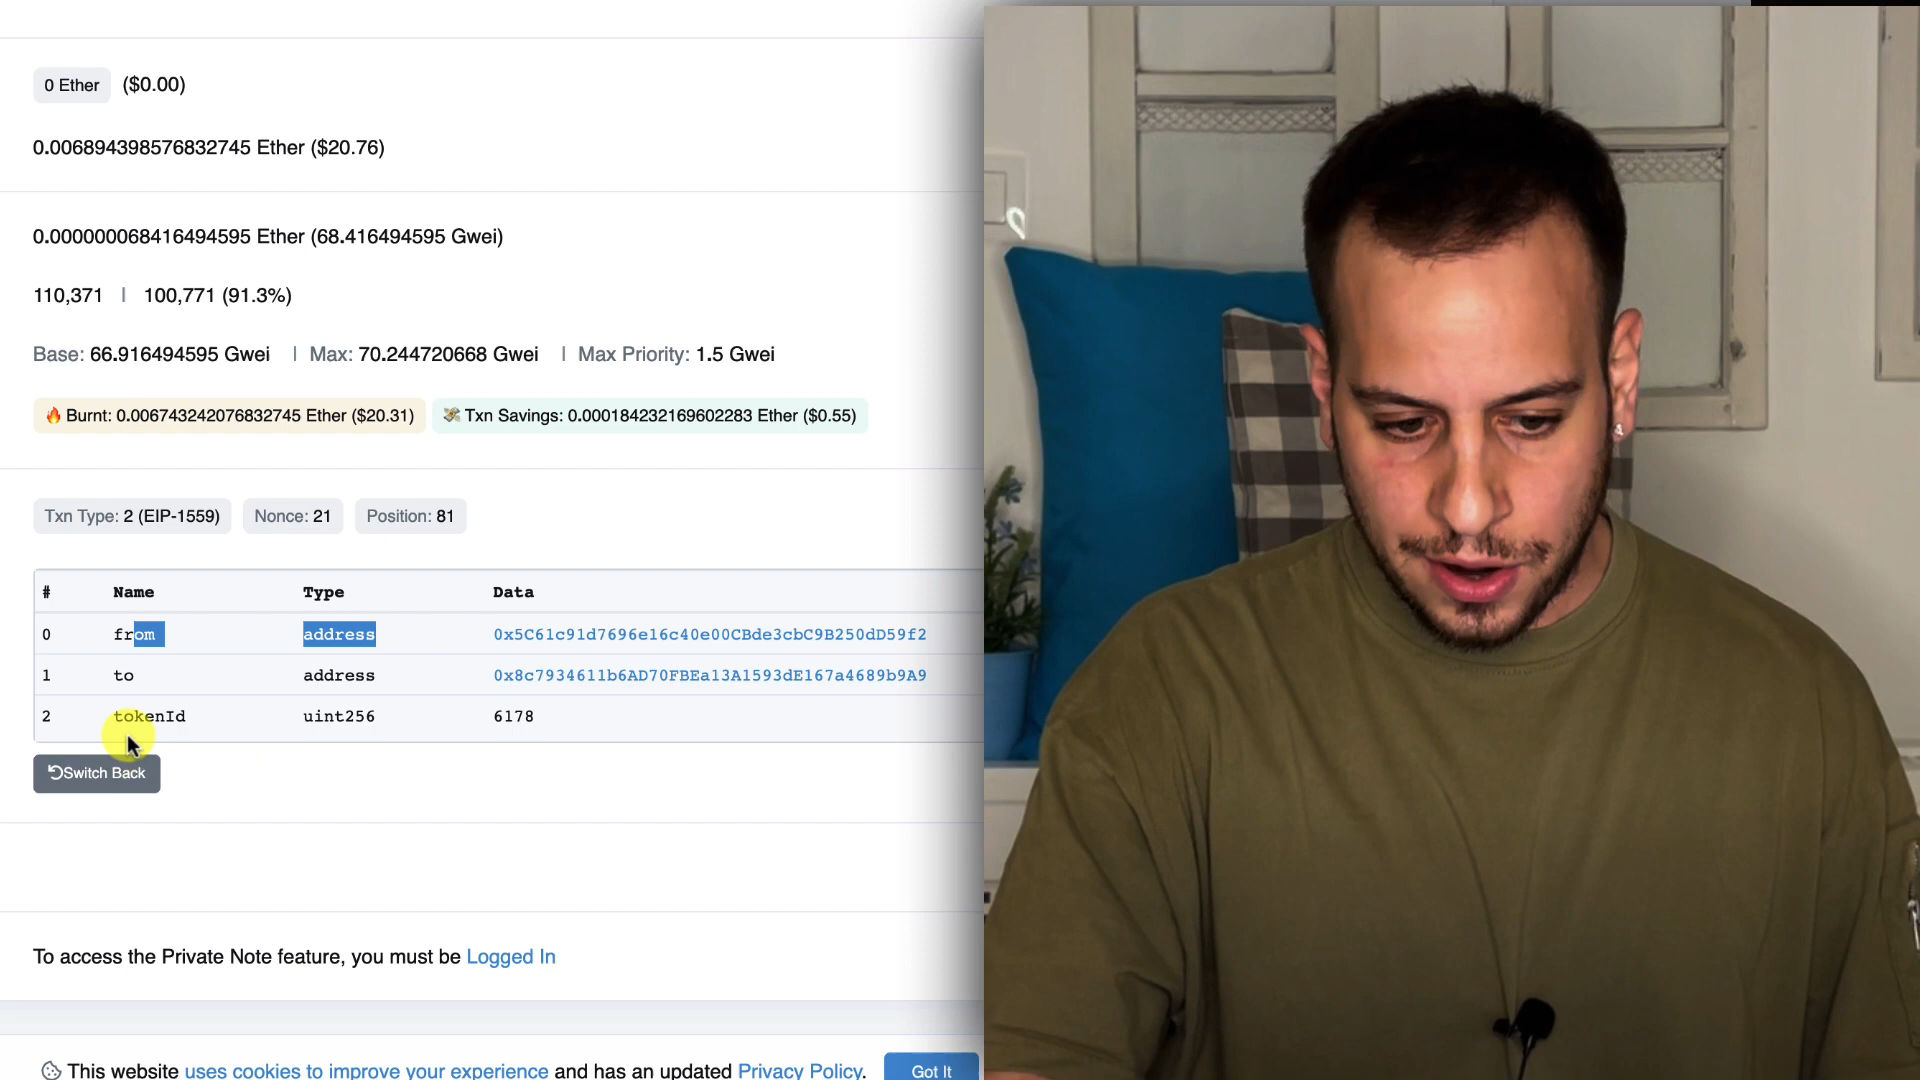 0 Ether ($0.00)
0.006894398576832745 Ether ($20.76)
0.000000068416494595 Ether (68.416494595 Gwei)
110,371 | 100,771 (91.3%)
Base: 66.916494595 Gwei | Max: 70.244720668 Gwei | Max Priority: 1.5 Gwei
🔥 Burnt: 0.006743242076832745 Ether ($20.31) 💸 Txn Savings: 0.000184232169602283 Ether ($0.55)
Txn Type: 2 (EIP-1559) Nonce: 21 Position: 81
# Name Type Data
0 from address 0x5C61c91d7696e16c40e00CBde3cbC9B250dD59f2
1 to address 0x8c7934611b6AD70FBEa13A1593dE167a4689b9A9
2 tokenId uint256 6178
Switch Back
To access the Private Note feature, you must be Logged In
This website uses cookies to improve your experience and has an updated Privacy Policy. Got It